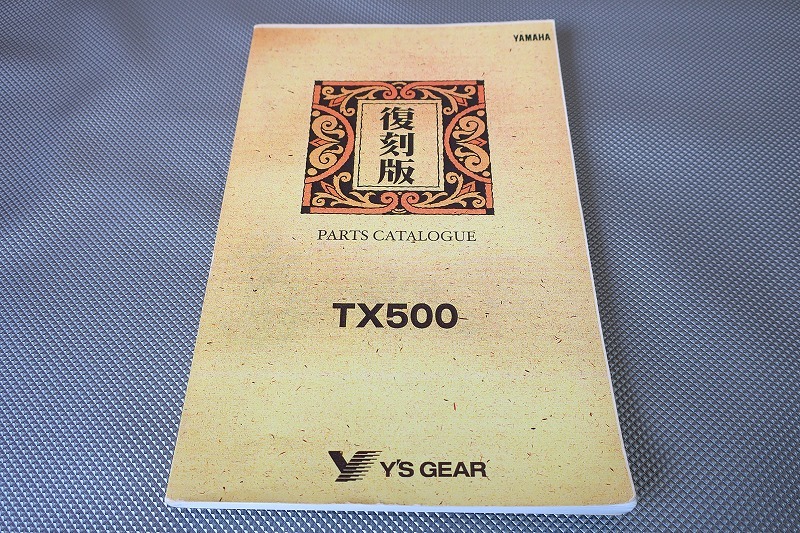 YAMAHA
復刻版
PARTS CATALOGUE
TX500
Y'S GEAR